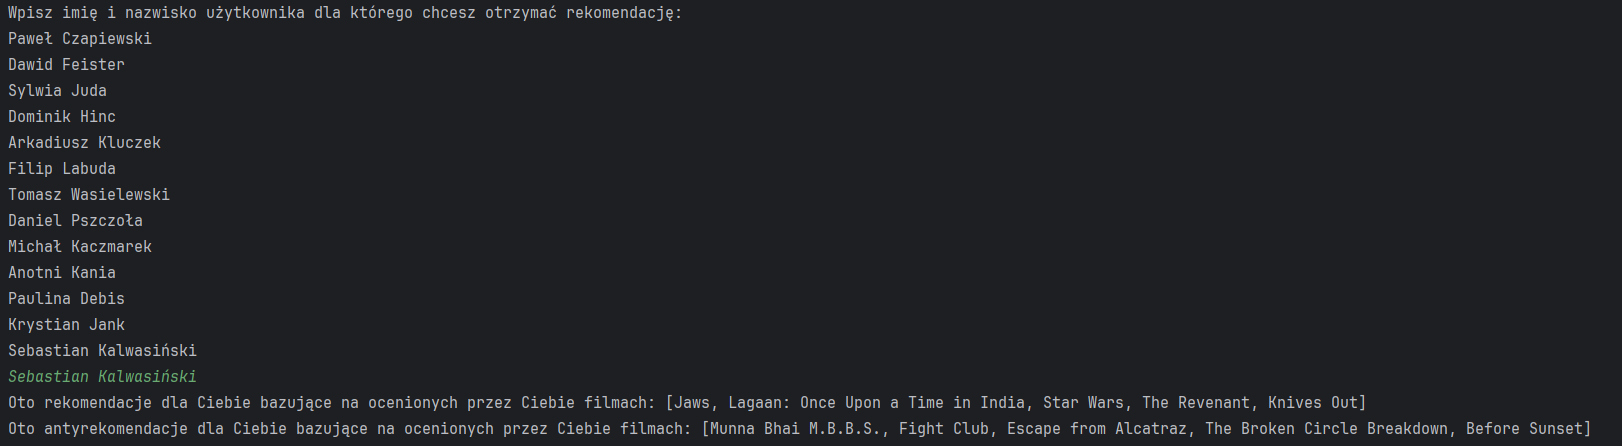 Wpisz imię i nazwisko użytkownika dla którego chcesz otrzymać rekomendację:
Paweł Czapiewski
Dawid Feister
Sylwia Juda
Dominik Hinc
Arkadiusz Kluczek
Filip Labuda
Tomasz Wasielewski
Daniel Pszczoła
Michał Kaczmarek
Anotni Kania
Paulina Debis
Krystian Jank
Sebastian Kalwasiński
Sebastian Kalwasiński
Oto rekomendacje dla Ciebie bazujące na ocenionych przez Ciebie filmach: [Jaws, Lagaan: Once Upon a Time in India, Star Wars, The Revenant, Knives Out]
Oto antyrekomendacje dla Ciebie bazujące na ocenionych przez Ciebie filmach: [Munna Bhai M.B.B.S., Fight Club, Escape from Alcatraz, The Broken Circle Breakdown, Before Sunset]